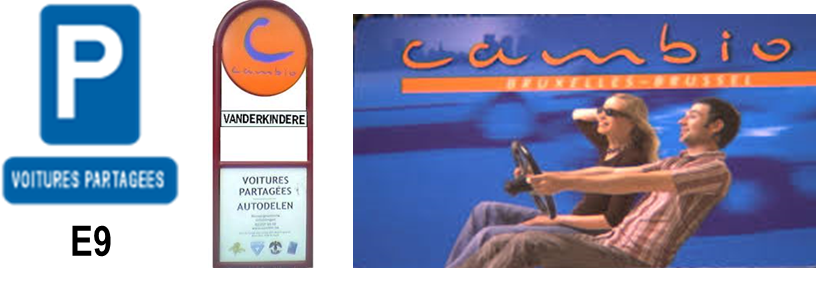 P
VOITURES PARTAGEES
E9
C
cambio
VANDERKINDERE
VOITURES
PARTAGÉES
AUTODELEN
cambio
BRUXELLES-BRUSSEL